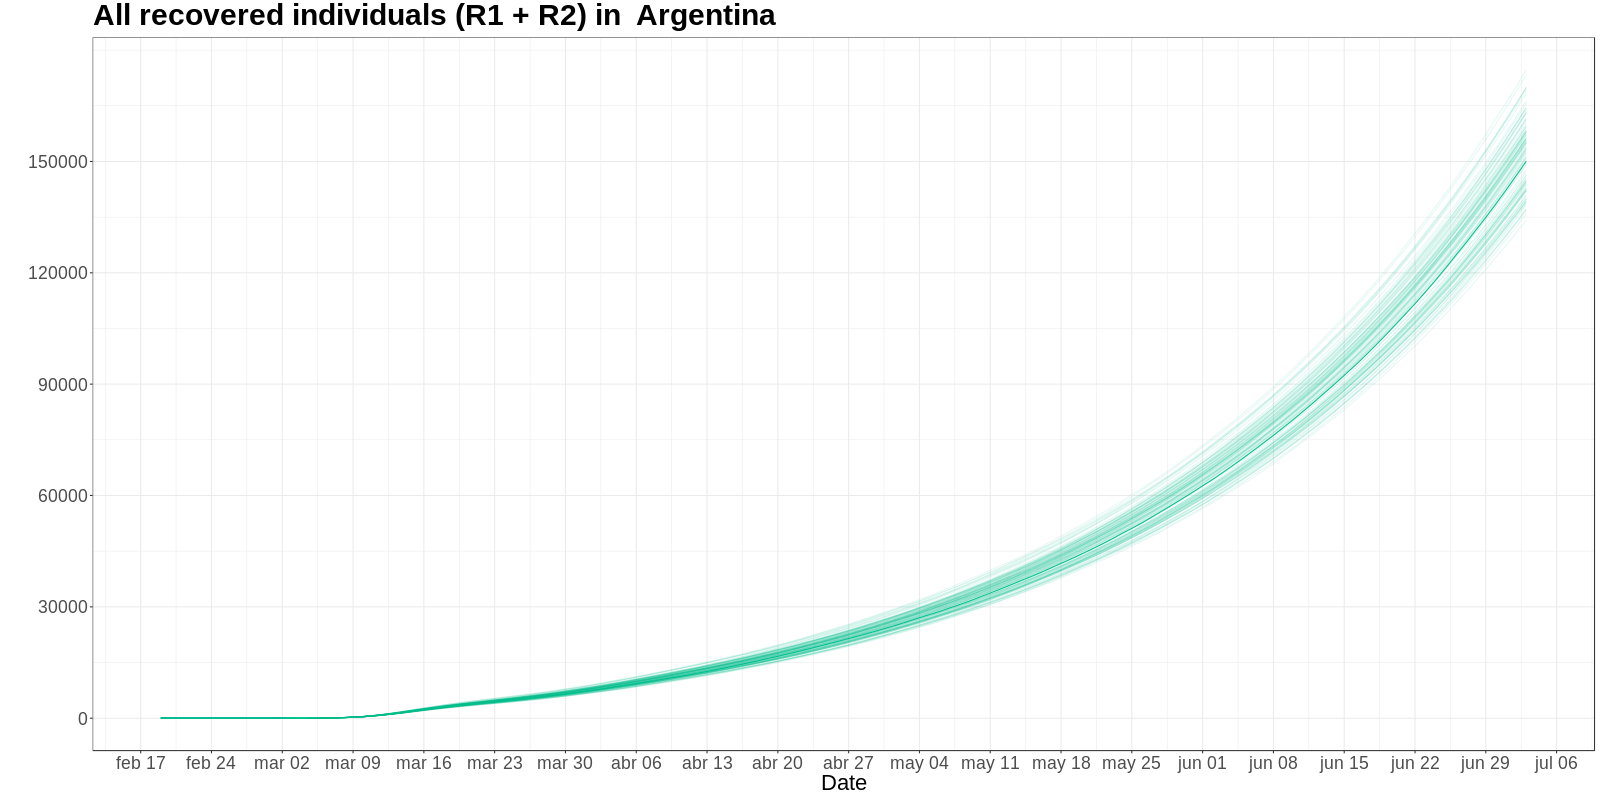 All recovered individuals (R1 + R2) in  Argentina
150000
120000
90000
60000
30000
0
feb 17 feb 24 mar 02 mar 09 mar 16 mar 23 mar 30 abr 06 abr 13 abr 20 abr 27 may 04 may 11 may 18 may 25 jun 01 jun 08 jun 15 jun 22 jun 29 jul 06
Date